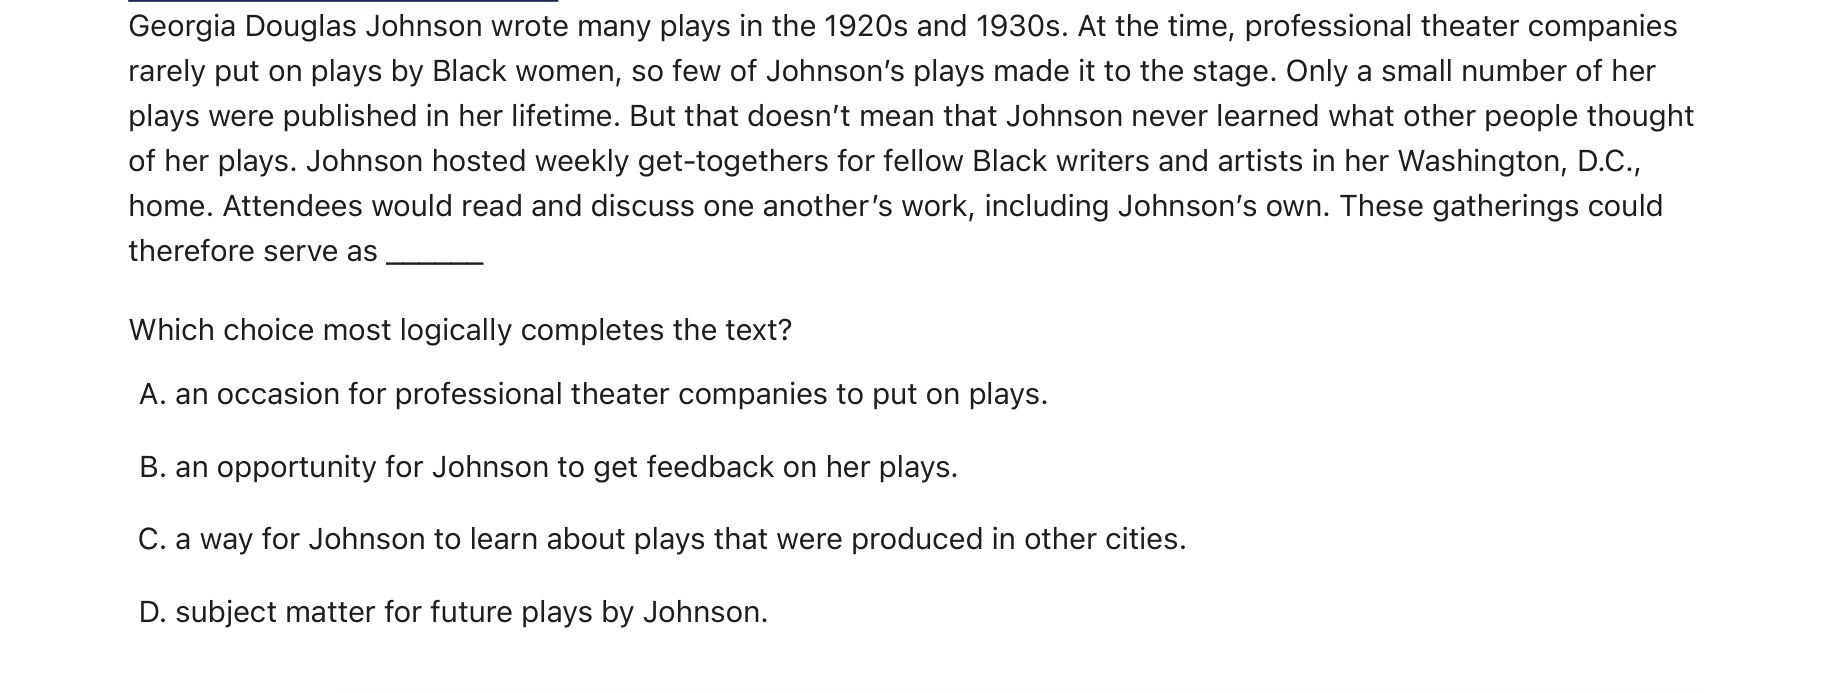 Georgia Douglas Johnson wrote many plays in the 1920s and 1930s. At the time, professional theater companies
rarely put on plays by Black women, so few of Johnson’s plays made it to the stage. Only a small number of her
plays were published in her lifetime. But that doesn’t mean that Johnson never learned what other people thought
of her plays. Johnson hosted weekly get-togethers for fellow Black writers and artists in her Washington, D.C.,
home. Attendees would read and discuss one another’s work, including Johnson’s own. These gatherings could
therefore serve as ______
Which choice most logically completes the text?
A. an occasion for professional theater companies to put on plays.
B. an opportunity for Johnson to get feedback on her plays.
C. a way for Johnson to learn about plays that were produced in other cities.
D. subject matter for future plays by Johnson.